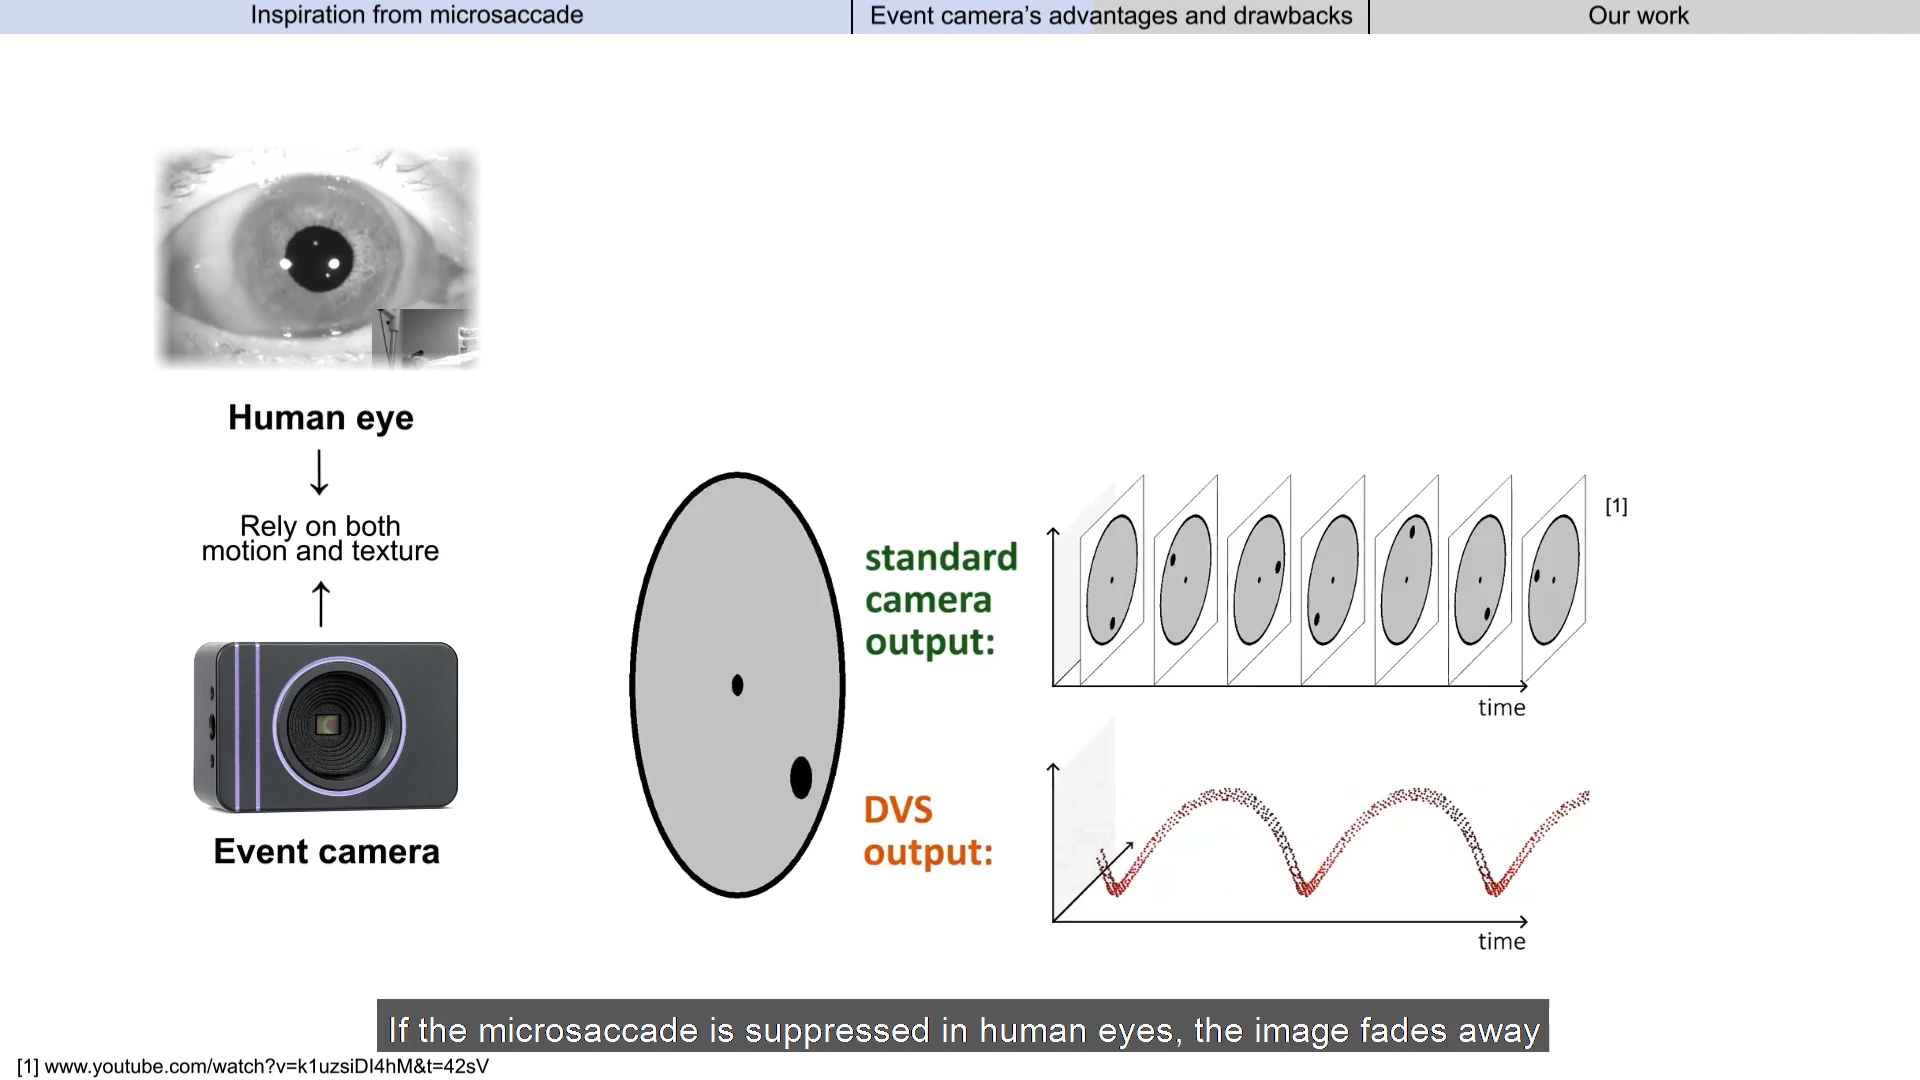 Inspiration from microsaccade
Event camera’s advantages and drawbacks
Our work
Human eye
Rely on both
motion and texture
Event camera
standard
camera
output:
[1]
time
DVS
output:
time
If the microsaccade is suppressed in human eyes, the image fades away
[1] www.youtube.com/watch?v=k1uzsiDI4hM&t=42sV